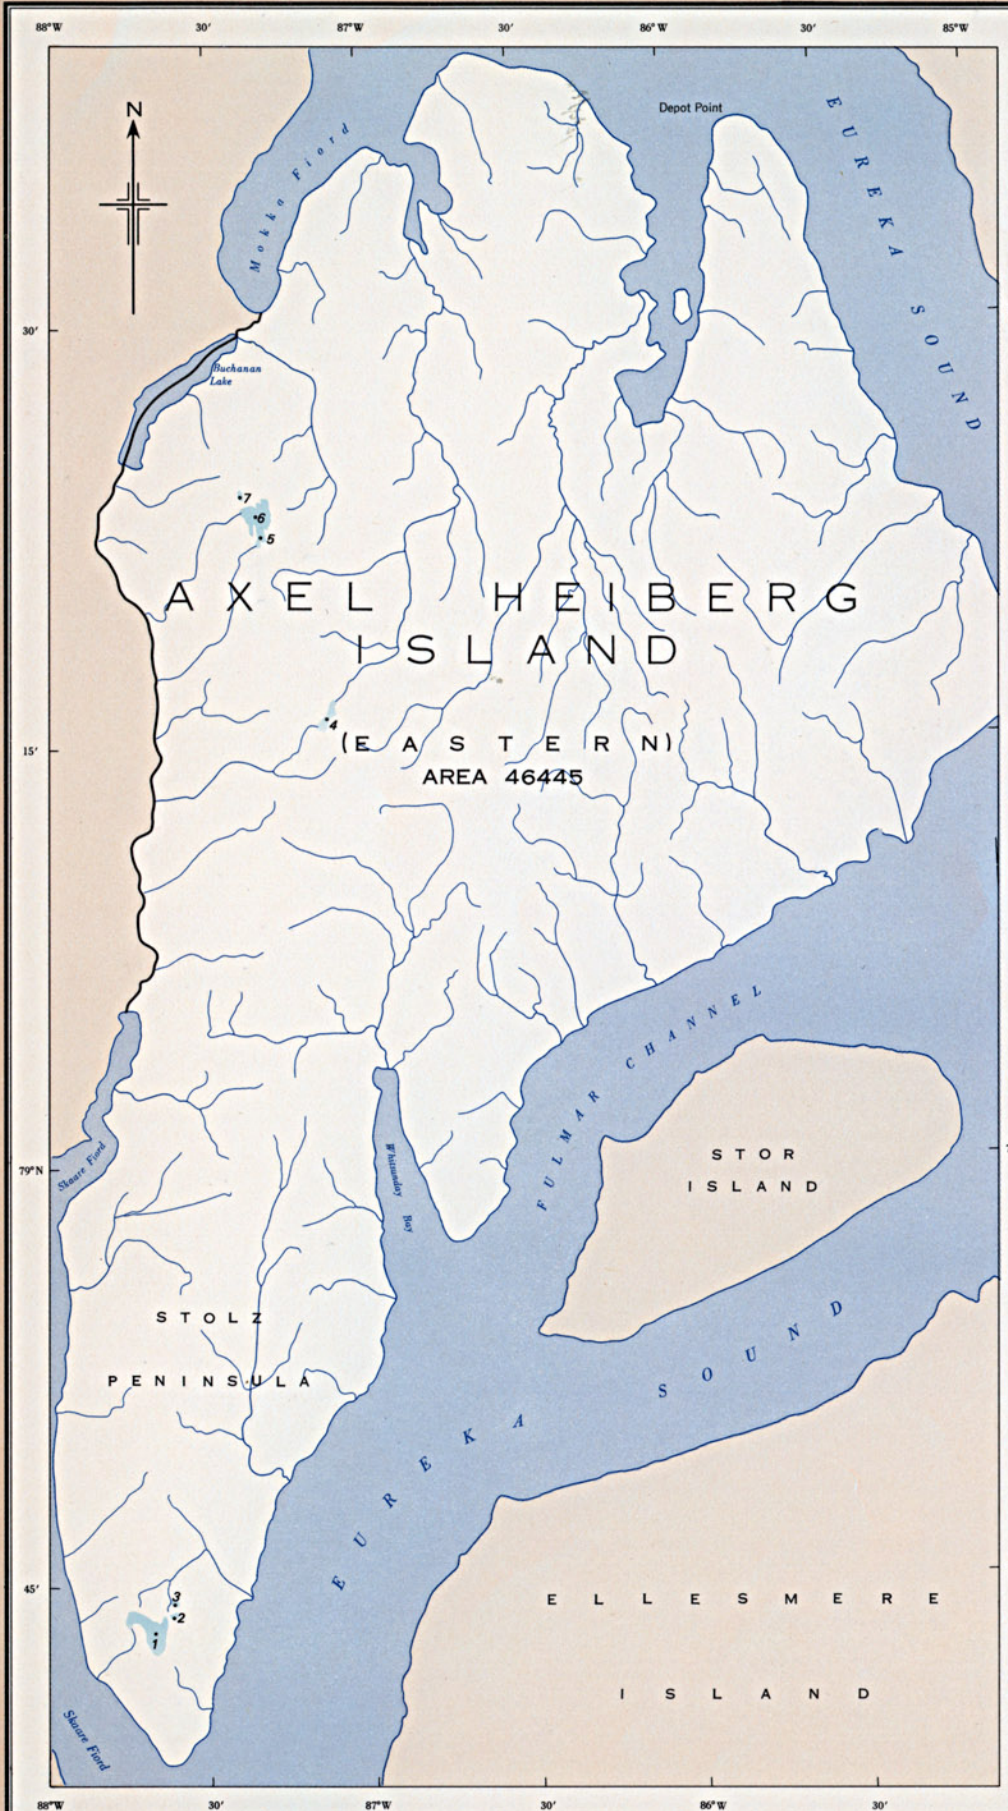 88°W 30' 87°W 30' 86°W 30' 85°W
N
Depot Point
EUREKA SOUND
Mokka Fiord
30'
Buchanan
Lake
7
6
5
AXEL HEIBERG
ISLAND
4
(EASTERN)
15'
AREA 46445
FULMAR CHANNEL
Whitsunday Bay
79°N
Skaare Fiord
STOR
ISLAND
STOLZ
PENINSULA
EUREKA SOUND
45'
3
2
1
ELLESMERE
ISLAND
Skaare Fiord
88°W 30' 87°W 30' 86°W 30'